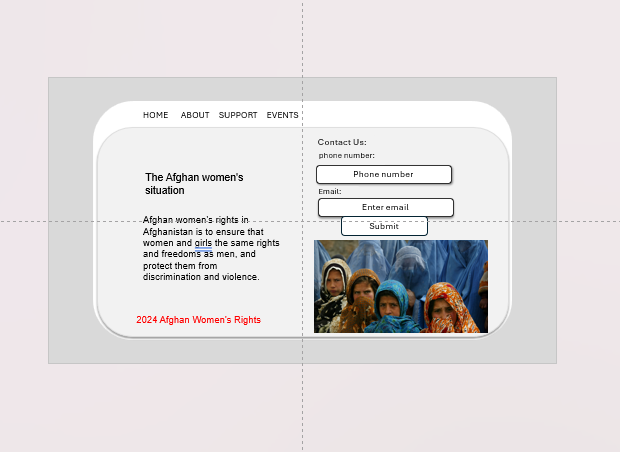 HOME ABOUT SUPPORT EVENTS
The Afghan women's
situation
Afghan women's rights in
Afghanistan is to ensure that
women and girls the same rights
and freedoms as men, and
protect them from
discrimination and violence.
2024 Afghan Women's Rights
Contact Us:
phone number:
Phone number
Email:
Enter email
Submit